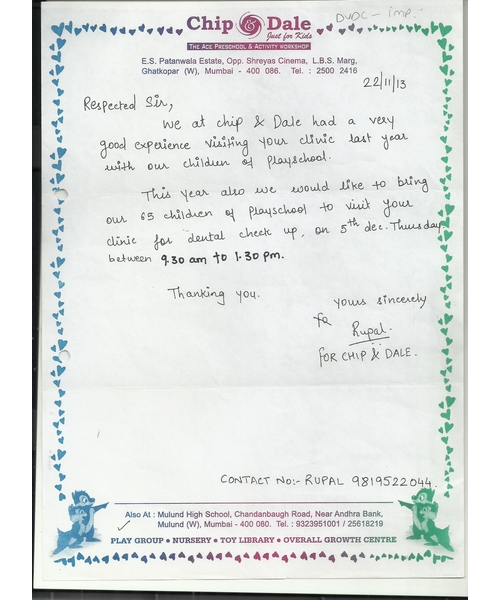 Chip & Dale
Just for Kids
DVDC - imp.-
THE ACE PRESCHOOL & ACTIVITY WORKSHOP
E.S. Patanwala Estate, Opp. Shreyas Cinema, L.B.S. Marg,
Ghatkopar (W), Mumbai - 400 086. Tel. : 2500 2416
22/11/13
Respected Sir,
We at chip & Dale had a very
good experience visiting your clinic last year
with our children of playschool.
This year also we would like to bring
our 65 children of playschool to visit your
clinic for dental check up, on 5th dec. Thursday
between 9.30 am to 1.30 pm.
Thanking you.
yours sincerely
Rupal.
FOR CHIP & DALE.
CONTACT NO:- RUPAL 9819522044.
Also At : Mulund High School, Chandanbaugh Road, Near Andhra Bank,
Mulund (W), Mumbai - 400 080. Tel. : 9323951001 / 25618219
PLAY GROUP • NURSERY • TOY LIBRARY • OVERALL GROWTH CENTRE